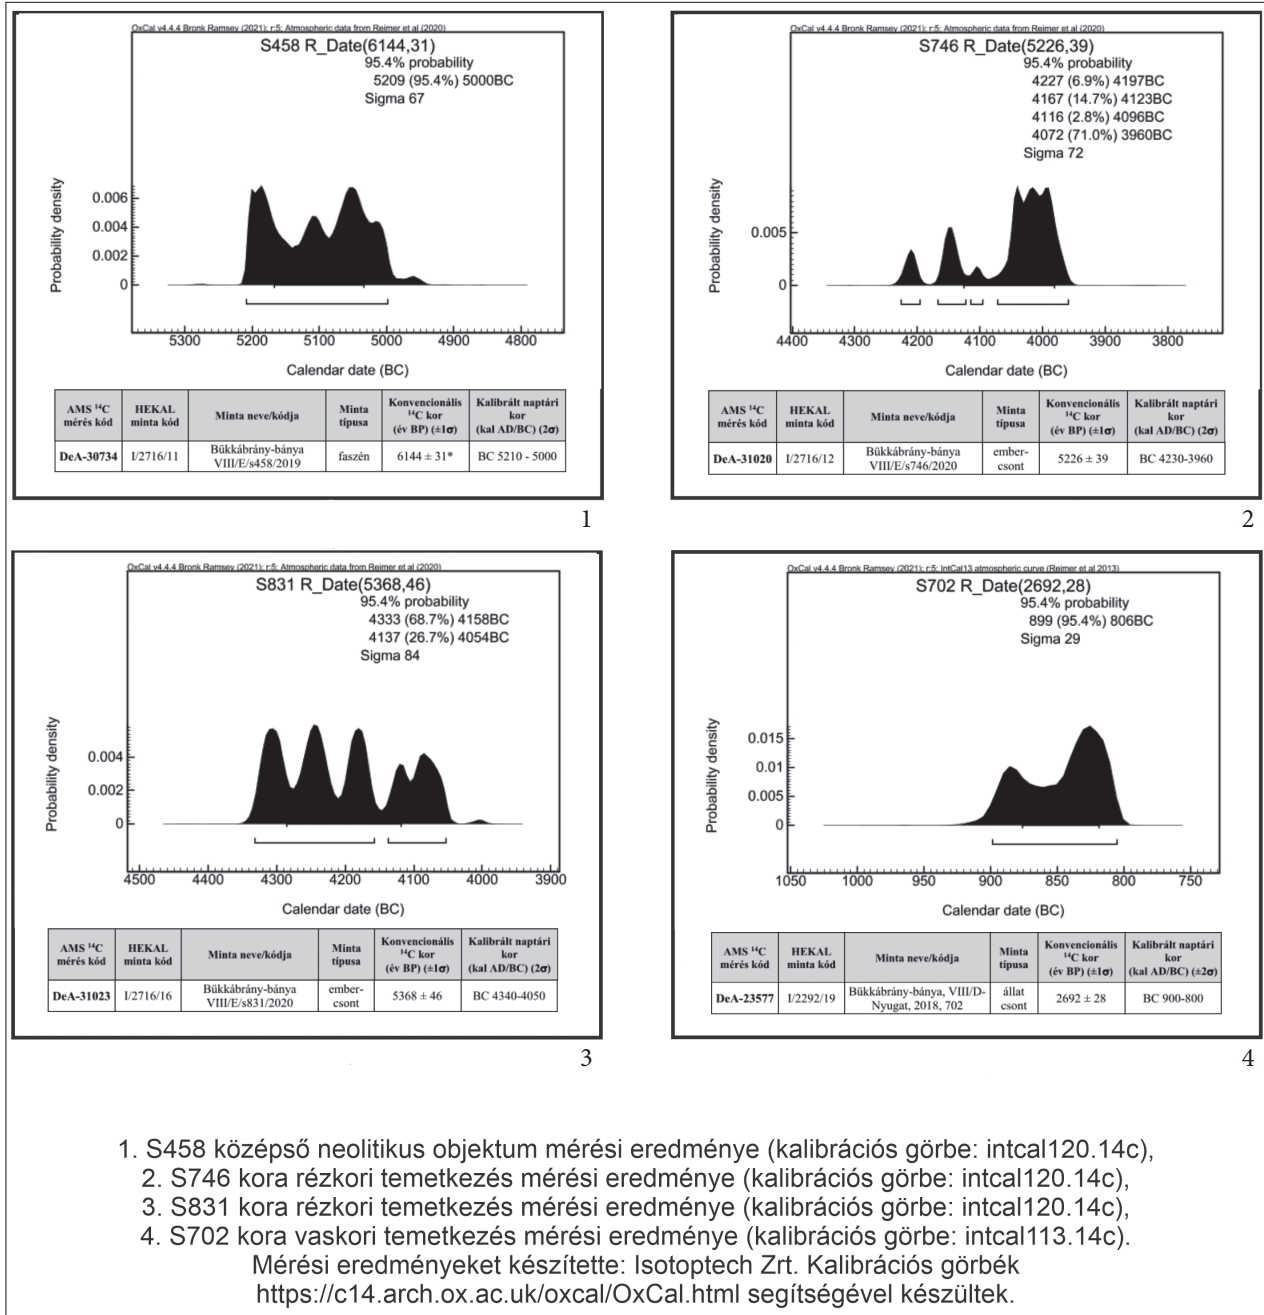 OxCal v4.4.4 Bronk Ramsey (2021); r:5; Atmospheric data from Reimer et al (2020)
S458 R_Date(6144,31)
95.4% probability
5209 (95.4%) 5000BC
Sigma 67
Probability density
0.006
0.004
0.002
0
5300 5200 5100 5000 4900 4800
Calendar date (BC)
AMS ¹⁴C mérés kód HEKAL minta kód Minta neve/kódja Minta típusa Konvencionális ¹⁴C kor (év BP) (±1σ) Kalibrált naptári kor (kal AD/BC) (2σ)
DeA-30734 I/2716/11 Bükkábrány-bánya VIII/E/s458/2019 faszén 6144 ± 31* BC 5210 - 5000
1
OxCal v4.4.4 Bronk Ramsey (2021); r:5; Atmospheric data from Reimer et al (2020)
S746 R_Date(5226,39)
95.4% probability
4227 (6.9%) 4197BC
4167 (14.7%) 4123BC
4116 (2.8%) 4096BC
4072 (71.0%) 3960BC
Sigma 72
Probability density
0.005
0
4400 4300 4200 4100 4000 3900 3800
Calendar date (BC)
AMS ¹⁴C mérés kód HEKAL minta kód Minta neve/kódja Minta típusa Konvencionális ¹⁴C kor (év BP) (±1σ) Kalibrált naptári kor (kal AD/BC) (2σ)
DeA-31020 I/2716/12 Bükkábrány-bánya VIII/E/s746/2020 ember-csont 5226 ± 39 BC 4230-3960
2
OxCal v4.4.4 Bronk Ramsey (2021); r:5; Atmospheric data from Reimer et al (2020)
S831 R_Date(5368,46)
95.4% probability
4333 (68.7%) 4158BC
4137 (26.7%) 4054BC
Sigma 84
Probability density
0.004
0.002
0
4500 4400 4300 4200 4100 4000 3900
Calendar date (BC)
AMS ¹⁴C mérés kód HEKAL minta kód Minta neve/kódja Minta típusa Konvencionális ¹⁴C kor (év BP) (±1σ) Kalibrált naptári kor (kal AD/BC) (2σ)
DeA-31023 I/2716/16 Bükkábrány-bánya VIII/E/s831/2020 ember-csont 5368 ± 46 BC 4340-4050
3
OxCal v4.4.4 Bronk Ramsey (2021); r:5; IntCal13 atmospheric curve (Reimer et al 2013)
S702 R_Date(2692,28)
95.4% probability
899 (95.4%) 806BC
Sigma 29
Probability density
0.015
0.01
0.005
0
1050 1000 950 900 850 800 750
Calendar date (BC)
AMS ¹⁴C mérés kód HEKAL minta kód Minta neve/kódja Minta típusa Konvencionális ¹⁴C kor (év BP) (±1σ) Kalibrált naptári kor (kal AD/BC) (±2σ)
DeA-23577 I/2292/19 Bükkábrány-bánya, VIII/D-Nyugat, 2018, 702 állat csont 2692 ± 28 BC 900-800
4
1. S458 középső neolitikus objektum mérési eredménye (kalibrációs görbe: intcal120.14c),
2. S746 kora rézkori temetkezés mérési eredménye (kalibrációs görbe: intcal120.14c),
3. S831 kora rézkori temetkezés mérési eredménye (kalibrációs görbe: intcal120.14c),
4. S702 kora vaskori temetkezés mérési eredménye (kalibrációs görbe: intcal113.14c).
Mérési eredményeket készítette: Isotoptech Zrt. Kalibrációs görbék
https://c14.arch.ox.ac.uk/oxcal/OxCal.html segítségével készültek.